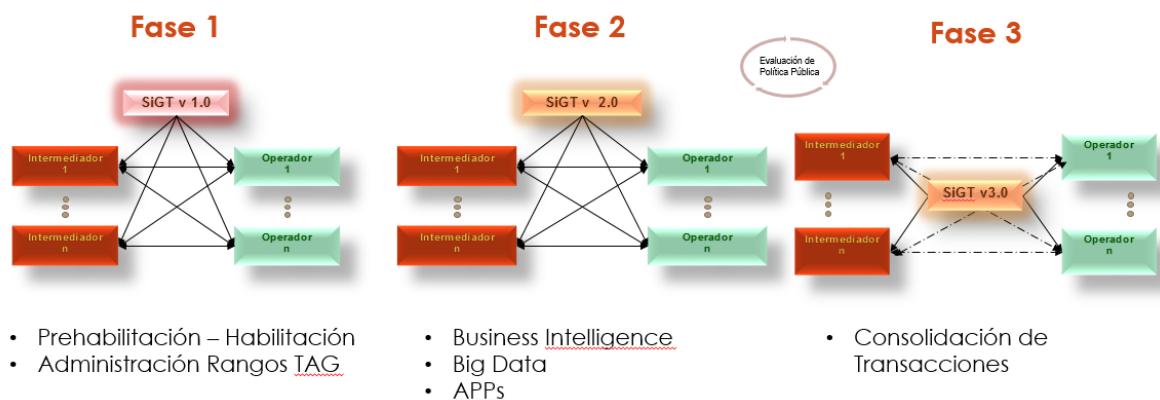 Fase 1
SiGT v 1.0
Intermediador
1
Operador
1
Intermediador
n
Operador
n
• Prehabilitación – Habilitación
• Administración Rangos TAG
Fase 2
SiGT v 2.0
Intermediador
1
Operador
1
Intermediador
n
Operador
n
• Business Intelligence
• Big Data
• APPs
Evaluación de
Política Pública
Fase 3
Intermediador
1
Operador
1
SiGT v3.0
Intermediador
n
Operador
n
• Consolidación de
Transacciones